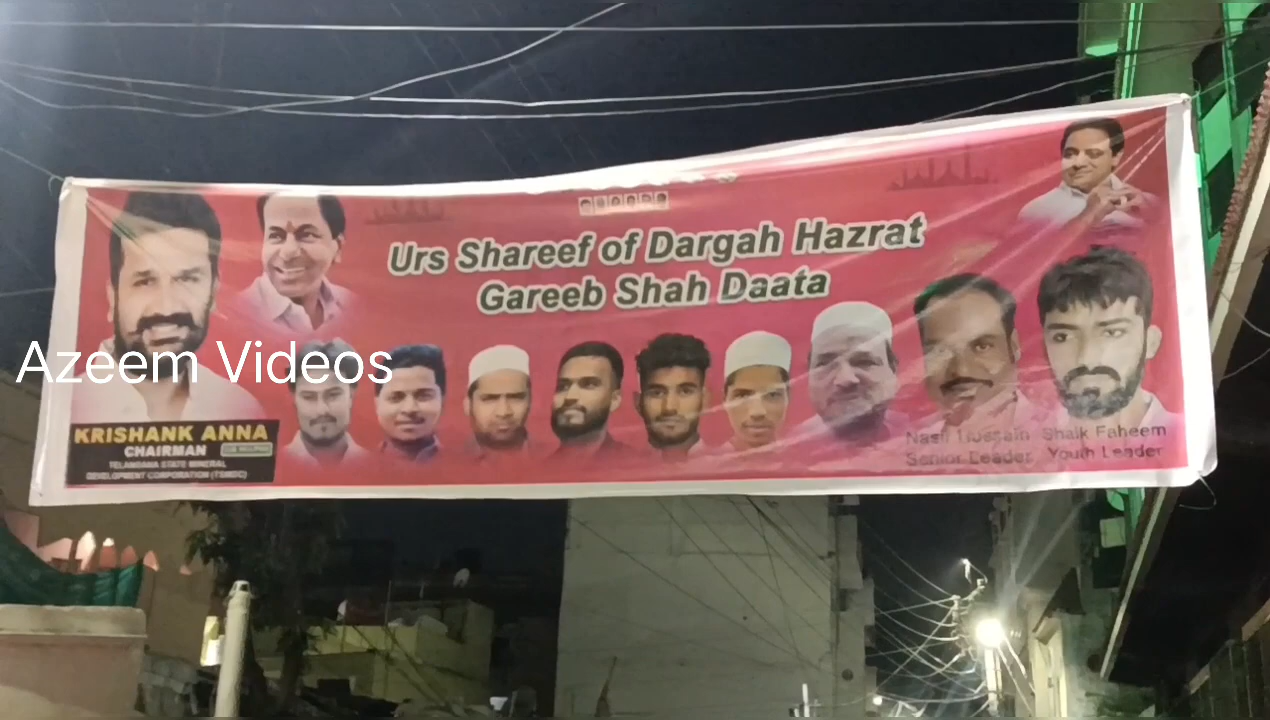 Urs Shareef of Dargah Hazrat
Gareeb Shah Daata
Azeem Videos
KRISHANK ANNA
CHAIRMAN
TELANGANA STATE MINERAL
DEVELOPMENT CORPORATION (TSMDC)
Nasir Hussain
Senior Leader
Shaik Faheem
Youth Leader